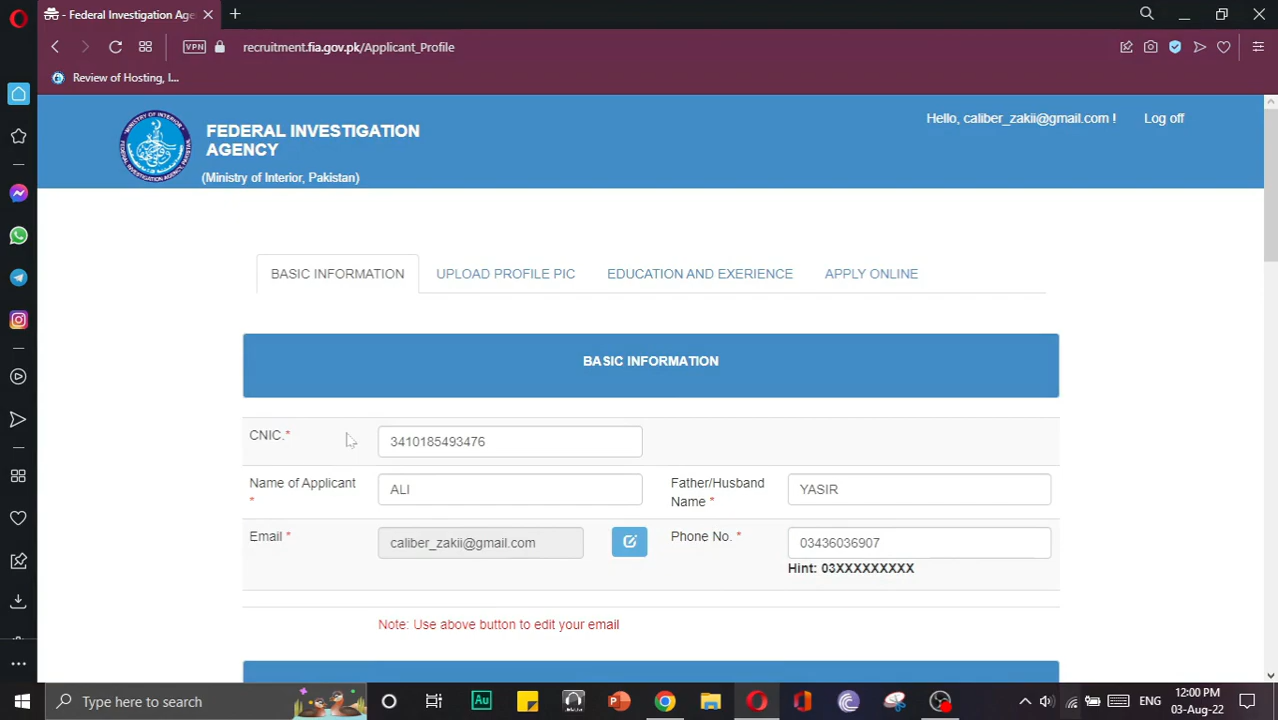 - Federal Investigation Age
recruitment.fia.gov.pk/Applicant_Profile
VPN
Review of Hosting, I...
FEDERAL INVESTIGATION
AGENCY
(Ministry of Interior, Pakistan)
Hello, caliber_zakii@gmail.com !
Log off
BASIC INFORMATION
UPLOAD PROFILE PIC
EDUCATION AND EXERIENCE
APPLY ONLINE
BASIC INFORMATION
CNIC.*
3410185493476
Name of Applicant
*
ALI
Father/Husband
Name *
YASIR
Email *
caliber_zakii@gmail.com
Phone No. *
03436036907
Hint: 03XXXXXXXXX
Note: Use above button to edit your email
Type here to search
Au
ENG
12:00 PM
03-Aug-22